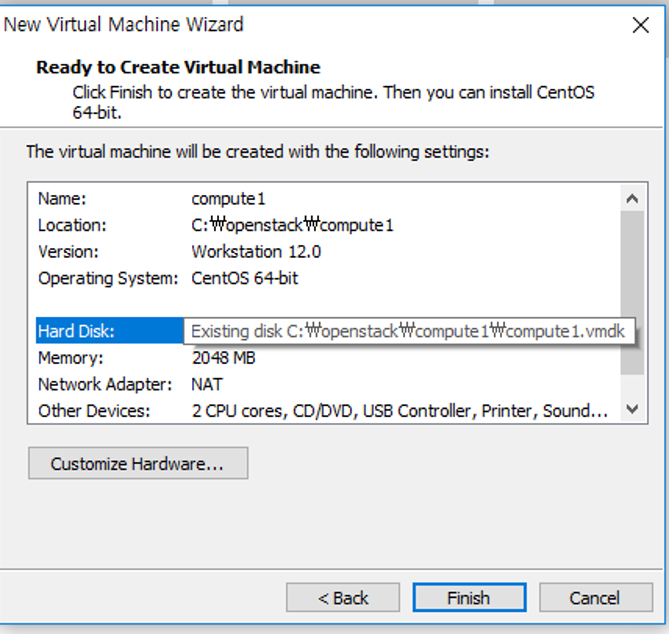 New Virtual Machine Wizard
Ready to Create Virtual Machine
Click Finish to create the virtual machine. Then you can install CentOS
64-bit.
The virtual machine will be created with the following settings:
Name: compute1
Location: C:₩openstack₩compute1
Version: Workstation 12.0
Operating System: CentOS 64-bit
Hard Disk: Existing disk C:₩openstack₩compute1₩compute1.vmdk
Memory: 2048 MB
Network Adapter: NAT
Other Devices: 2 CPU cores, CD/DVD, USB Controller, Printer, Sound...
Customize Hardware...
< Back Finish Cancel